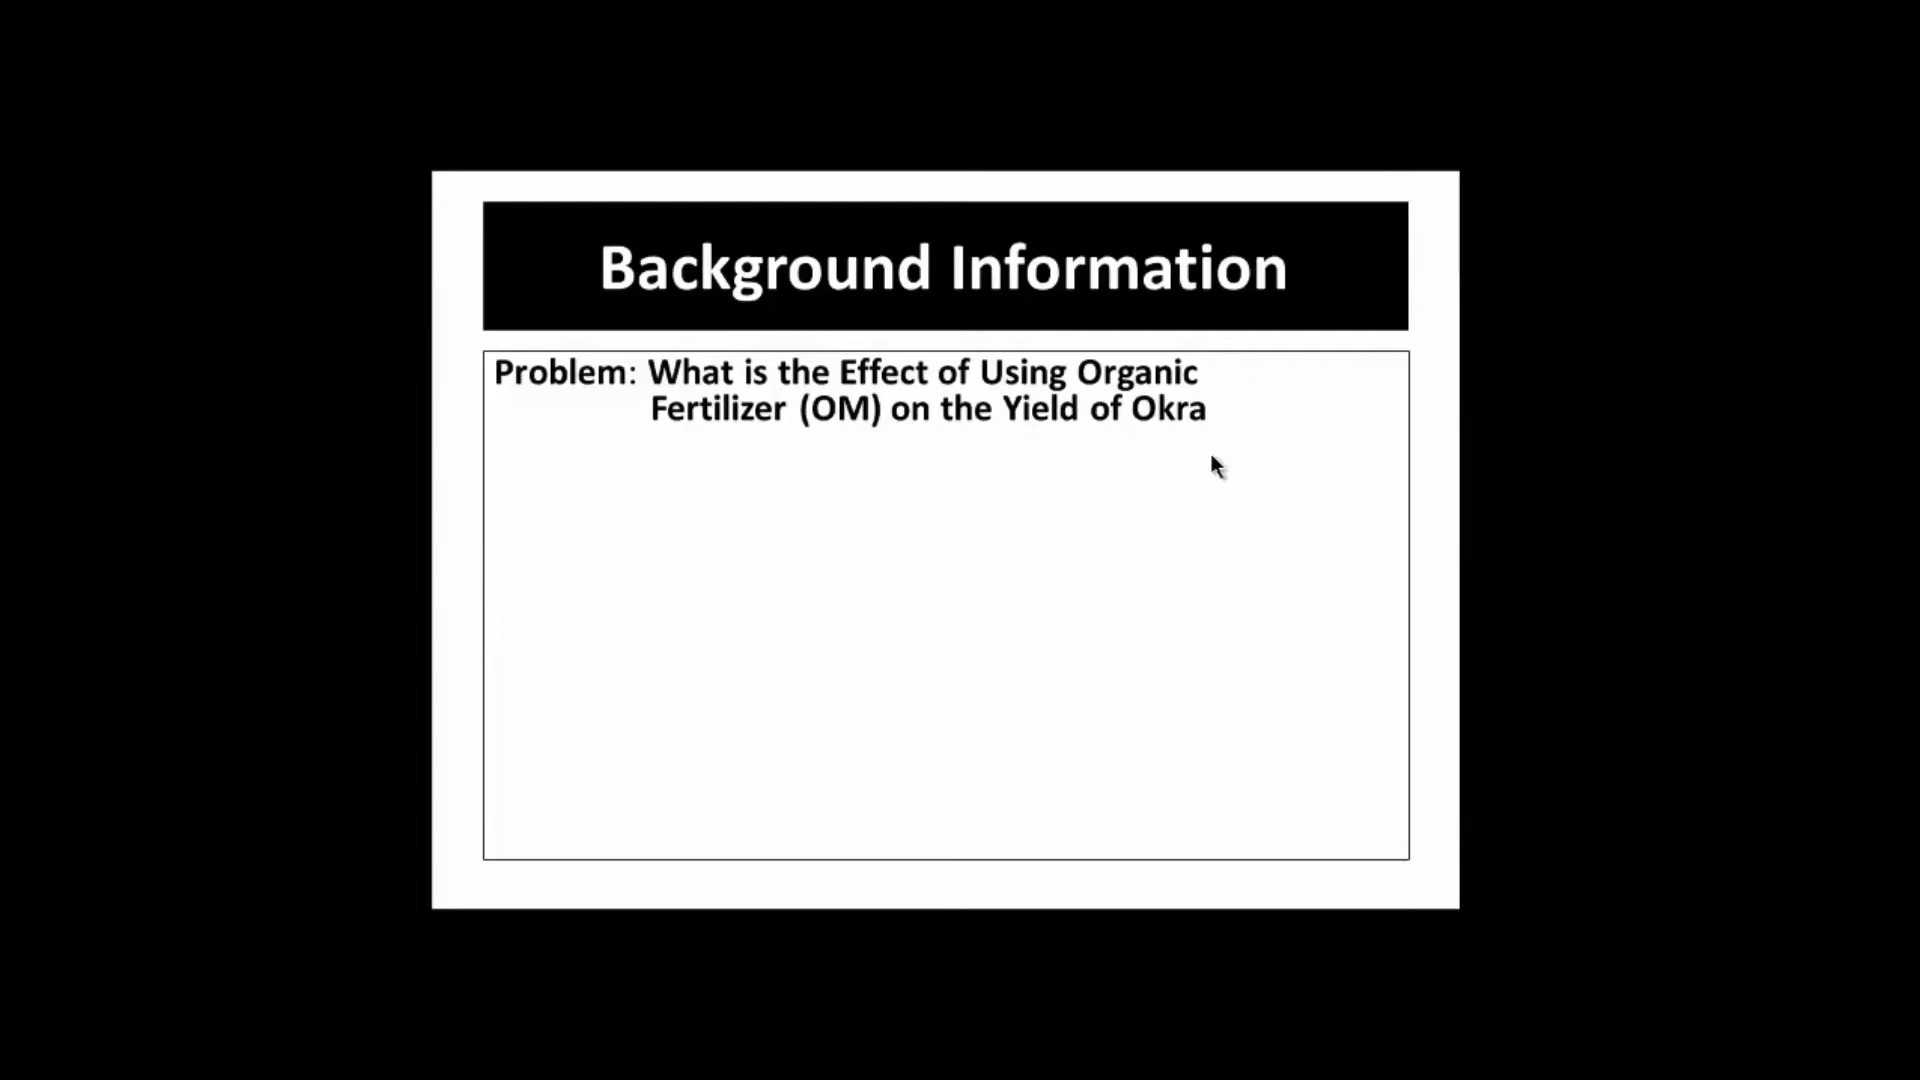 Background Information
Problem: What is the Effect of Using Organic
Fertilizer (OM) on the Yield of Okra